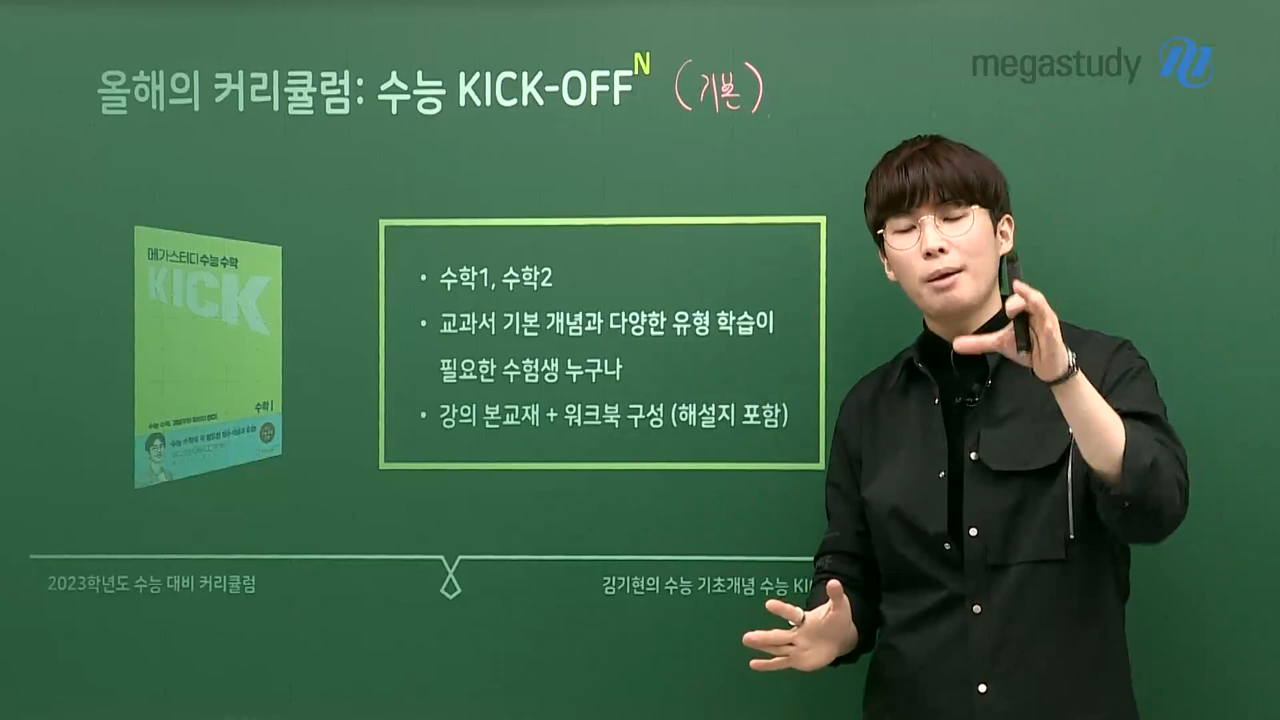 올해의 커리큘럼: 수능 KICK-OFF N (기본)
megastudy
메가스터디 수능 수학
KICK
수학 I
• 수학1, 수학2
• 교과서 기본 개념과 다양한 유형 학습이
필요한 수험생 누구나
• 강의 본교재 + 워크북 구성 (해설지 포함)
2023학년도 수능 대비 커리큘럼
김기현의 수능 기초개념 수능 KI